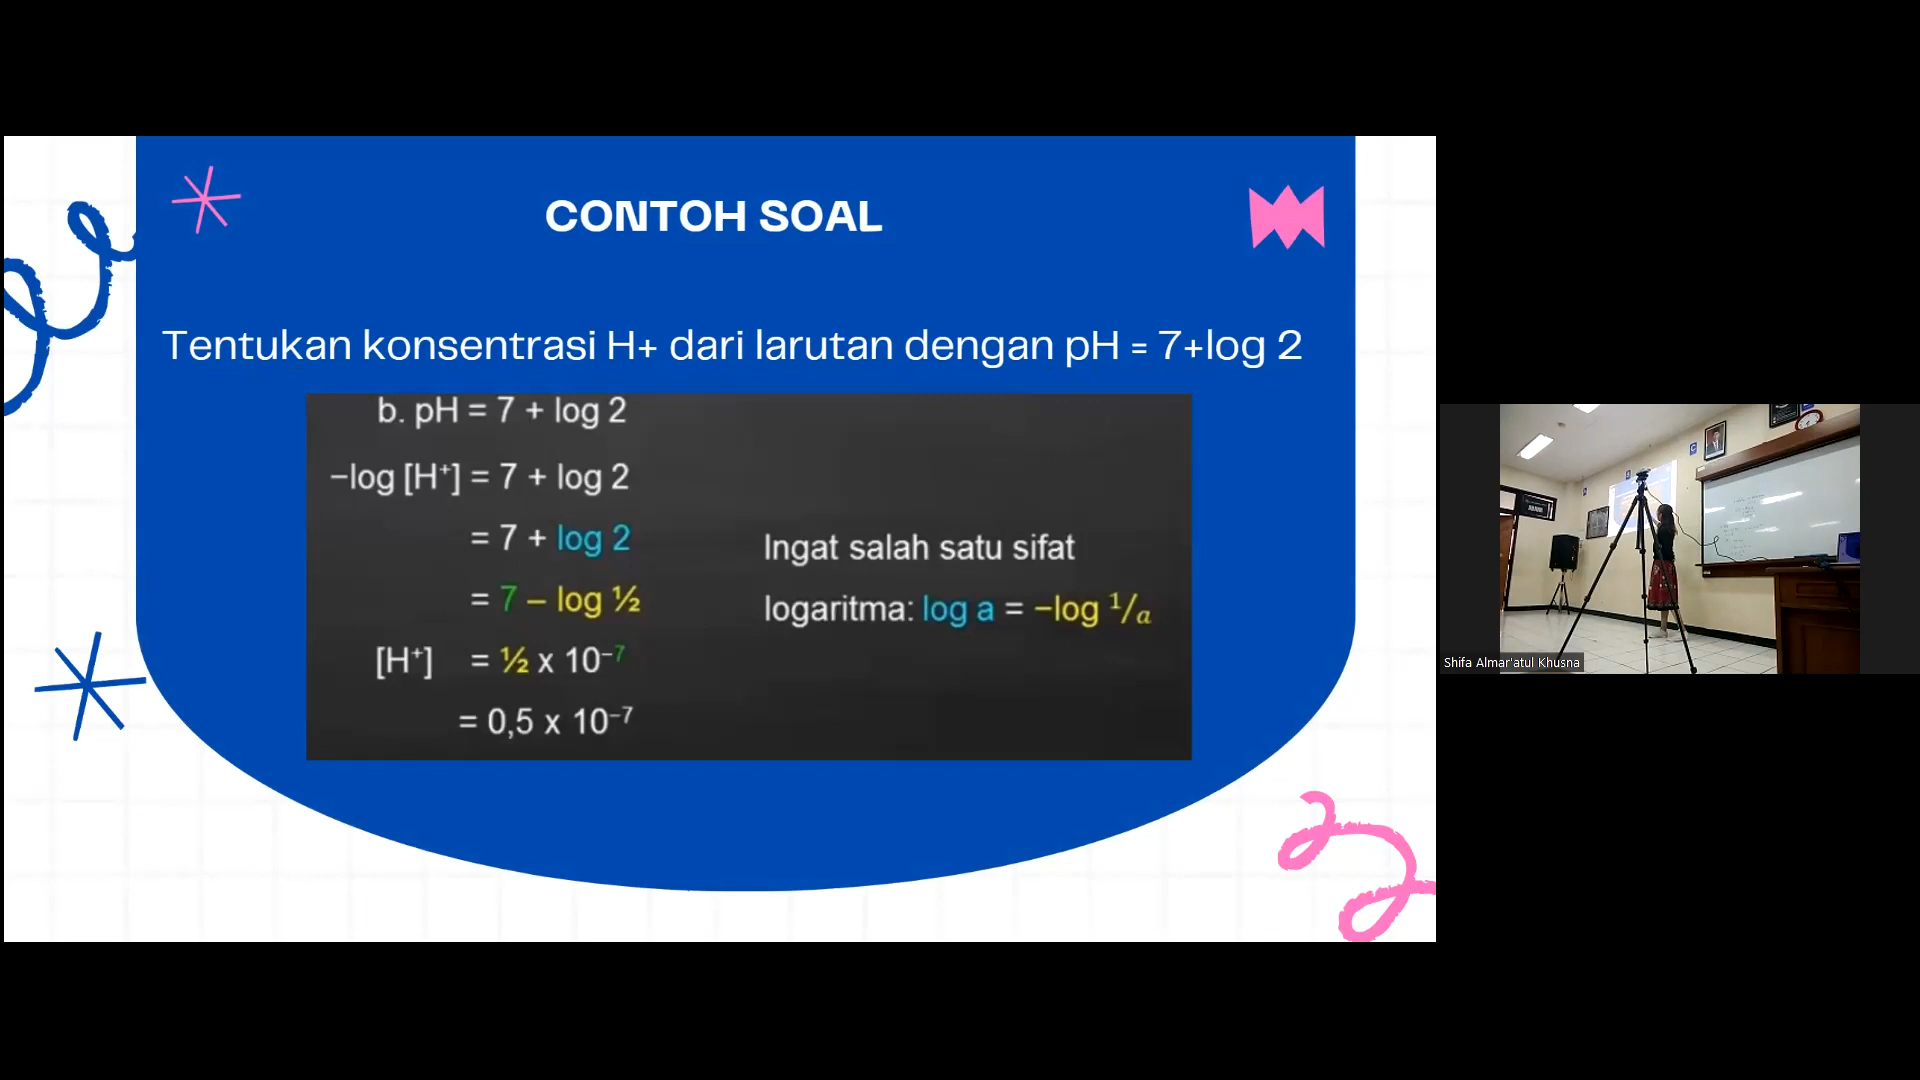 CONTOH SOAL
Tentukan konsentrasi H+ dari larutan dengan pH = 7+log 2
b. pH = 7 + log 2
−log [H⁺] = 7 + log 2
= 7 + log 2
= 7 − log ½
[H⁺] = ½ x 10⁻⁷
= 0,5 x 10⁻⁷
Ingat salah satu sifat
logaritma: log a = −log ¹/a
Shifa Almar'atul Khusna